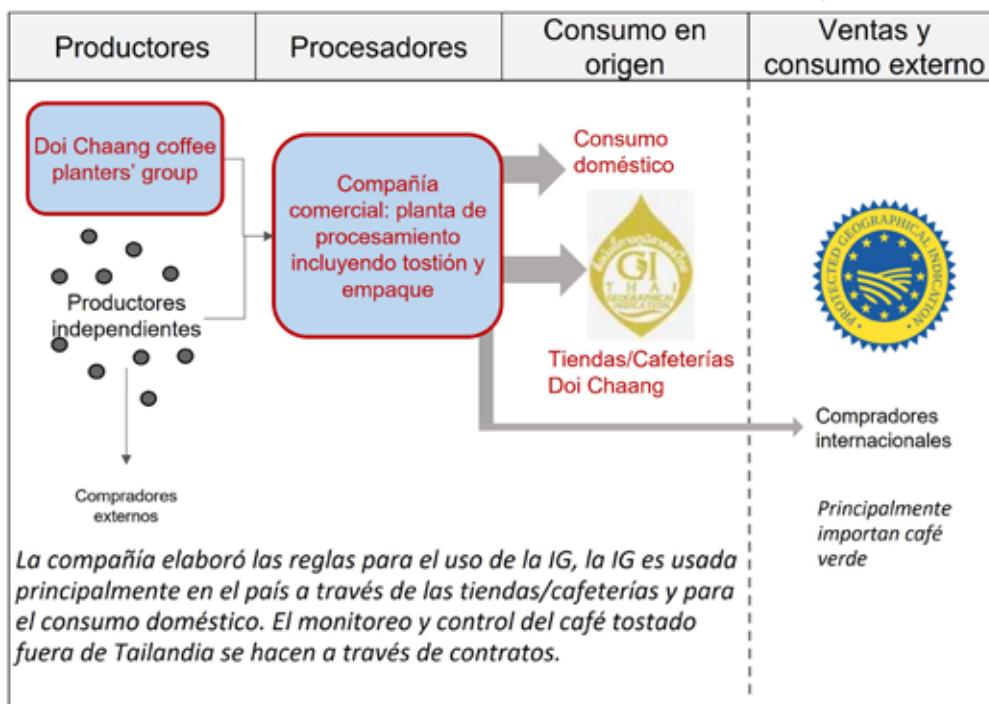 Productores
Procesadores
Consumo en
origen
Ventas y
consumo externo
Doi Chaang coffee
planters' group
Productores
independientes
Compradores
externos
Compañía
comercial: planta de
procesamiento
incluyendo tostión y
empaque
Consumo
doméstico
GI
THAI
GEOGRAPHICAL
INDICATION
Tiendas/Cafeterías
Doi Chaang
PROTECTED GEOGRAPHICAL INDICATION
Compradores
internacionales
Principalmente
importan café
verde
La compañía elaboró las reglas para el uso de la IG, la IG es usada
principalmente en el país a través de las tiendas/cafeterías y para
el consumo doméstico. El monitoreo y control del café tostado
fuera de Tailandia se hacen a través de contratos.